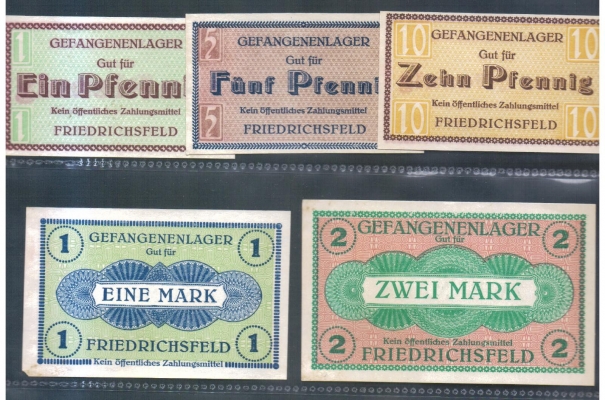 1
GEFANGENENLAGER
Gut für
Ein Pfennig
Kein öffentliches Zahlungsmittel
1
FRIEDRICHSFELD
5
GEFANGENENLAGER
Gut für
Fünf Pfennig
Kein öffentliches Zahlungsmittel
5
FRIEDRICHSFELD
10 GEFANGENENLAGER 10
Gut für
Zehn Pfennig
Kein öffentliches Zahlungsmittel
10 FRIEDRICHSFELD 10
1 GEFANGENENLAGER 1
Gut für
EINE MARK
1 FRIEDRICHSFELD 1
Kein öffentliches Zahlungsmittel
2 GEFANGENENLAGER 2
Gut für
ZWEI MARK
Kein öffentliches Zahlungsmittel
2 FRIEDRICHSFELD 2